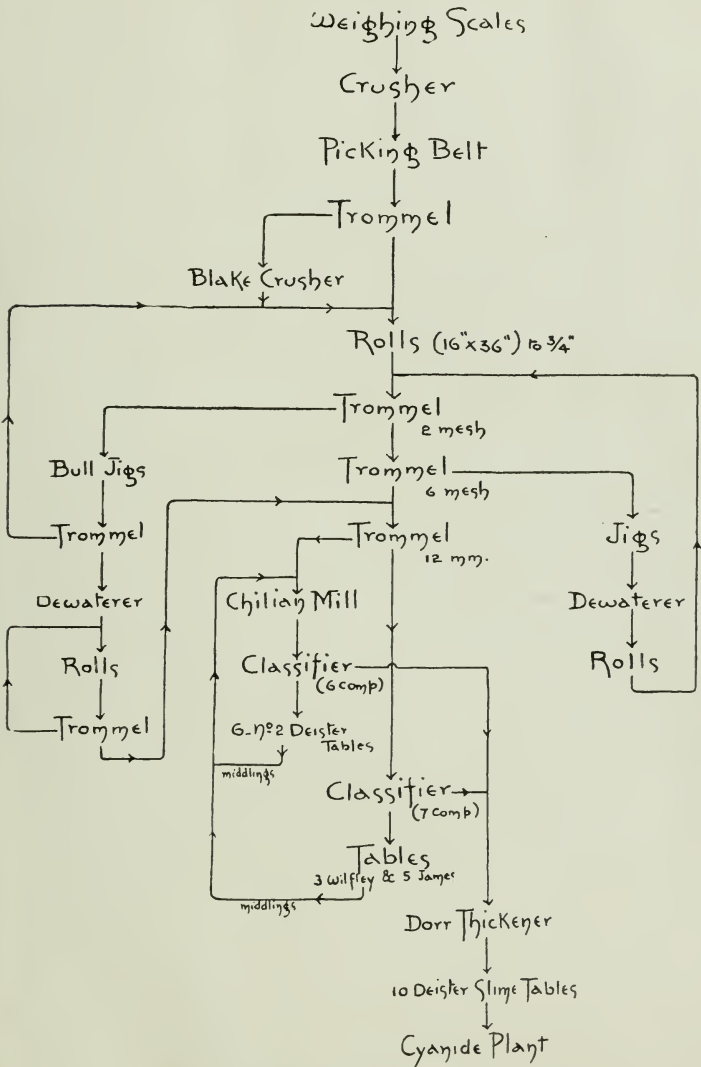 Weighing Scales
Crusher
Picking Belt
Trommel
Blake Crusher
Rolls (16"x36") to 3/4"
Trommel
2 mesh
Bull Jigs
Trommel
6 mesh
Trommel
Trommel
12 mm.
Jigs
Dewaterer
Chilian Mill
Dewaterer
Rolls
Classifier
(6 comp)
Rolls
Trommel
6-No2 Deister
Tables
middlings
Classifier
(7 comp)
Tables
3 Wilfley & 5 James
middlings
Dorr Thickener
10 Deister Slime Tables
Cyanide Plant